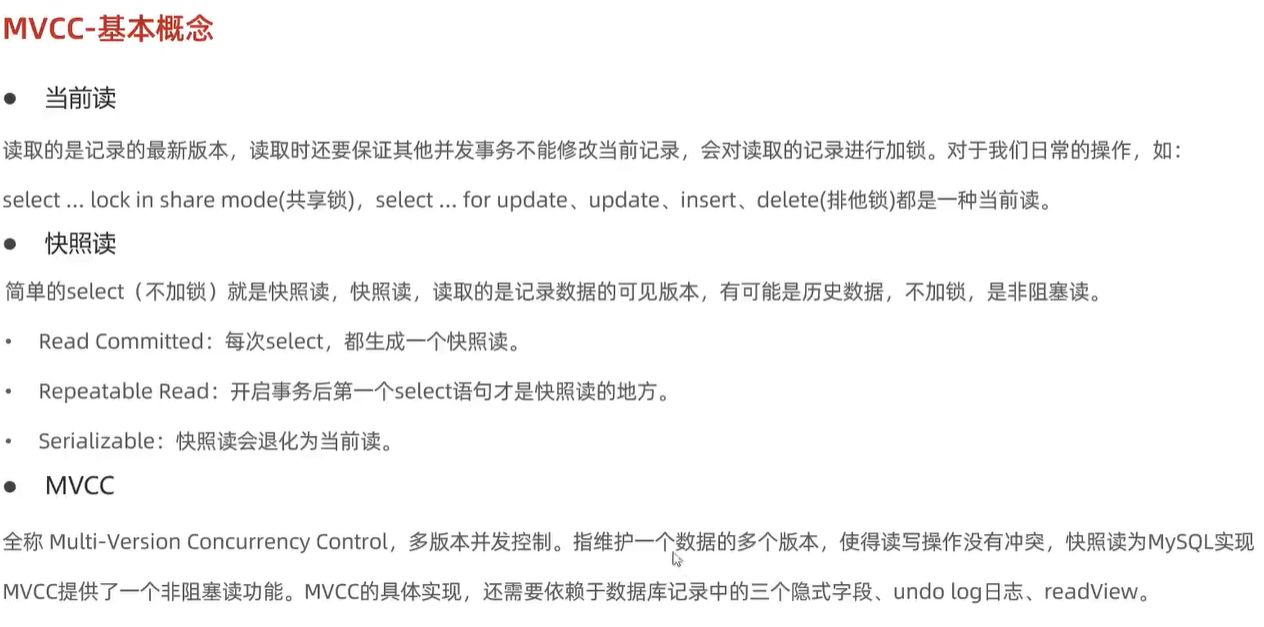 MVCC-基本概念
● 当前读
读取的是记录的最新版本，读取时还要保证其他并发事务不能修改当前记录，会对读取的记录进行加锁。对于我们日常的操作，如：
select ... lock in share mode(共享锁)，select ... for update、update、insert、delete(排他锁)都是一种当前读。
● 快照读
简单的select（不加锁）就是快照读，快照读，读取的是记录数据的可见版本，有可能是历史数据，不加锁，是非阻塞读。
• Read Committed：每次select，都生成一个快照读。
• Repeatable Read：开启事务后第一个select语句才是快照读的地方。
• Serializable：快照读会退化为当前读。
● MVCC
全称 Multi-Version Concurrency Control，多版本并发控制。指维护一个数据的多个版本，使得读写操作没有冲突，快照读为MySQL实现
MVCC提供了一个非阻塞读功能。MVCC的具体实现，还需要依赖于数据库记录中的三个隐式字段、undo log日志、readView。